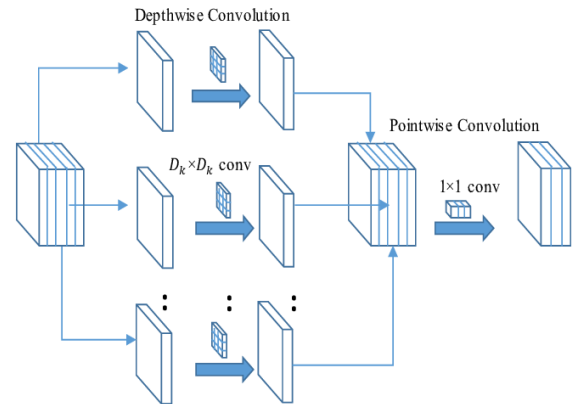 Depthwise Convolution
Pointwise Convolution
D_k×D_k conv
1×1 conv